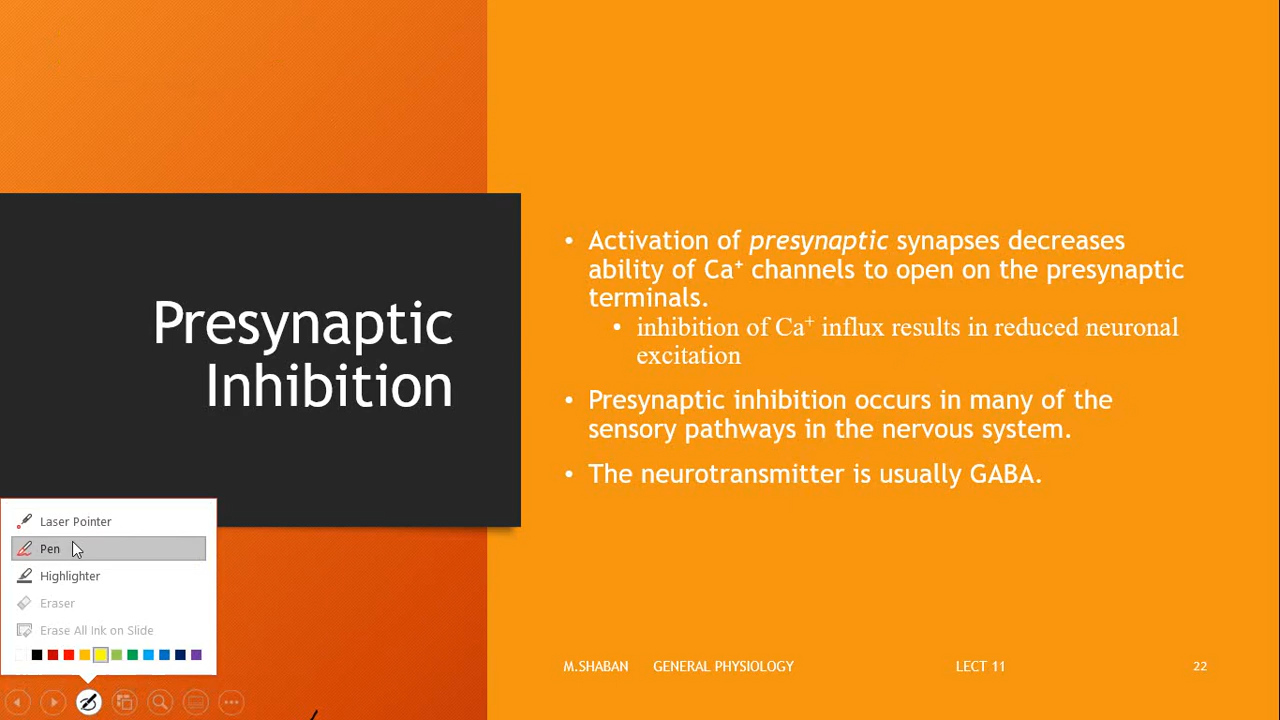 Presynaptic
Inhibition
• Activation of presynaptic synapses decreases
ability of Ca⁺ channels to open on the presynaptic
terminals.
• inhibition of Ca⁺ influx results in reduced neuronal
excitation
• Presynaptic inhibition occurs in many of the
sensory pathways in the nervous system.
• The neurotransmitter is usually GABA.
Laser Pointer
Pen
Highlighter
Eraser
Erase All Ink on Slide
M.SHABAN GENERAL PHYSIOLOGY LECT 11 22